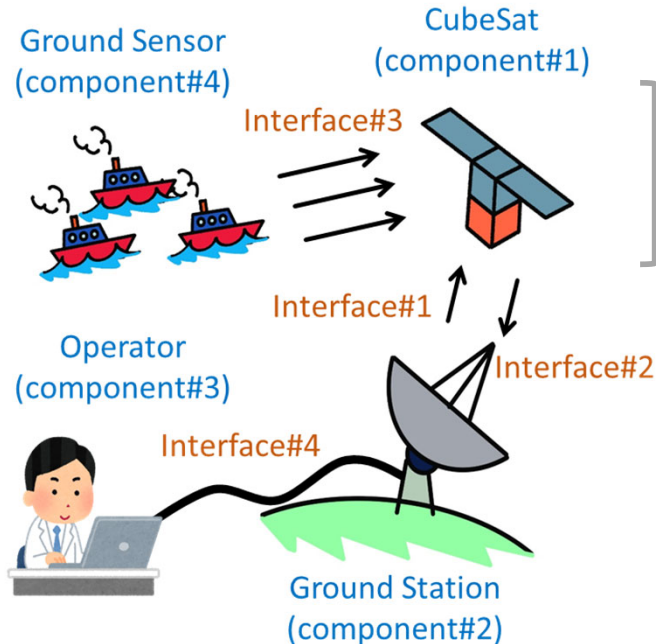 Ground Sensor
(component#4)
CubeSat
(component#1)
Interface#3
Interface#1
Interface#2
Operator
(component#3)
Interface#4
Ground Station
(component#2)